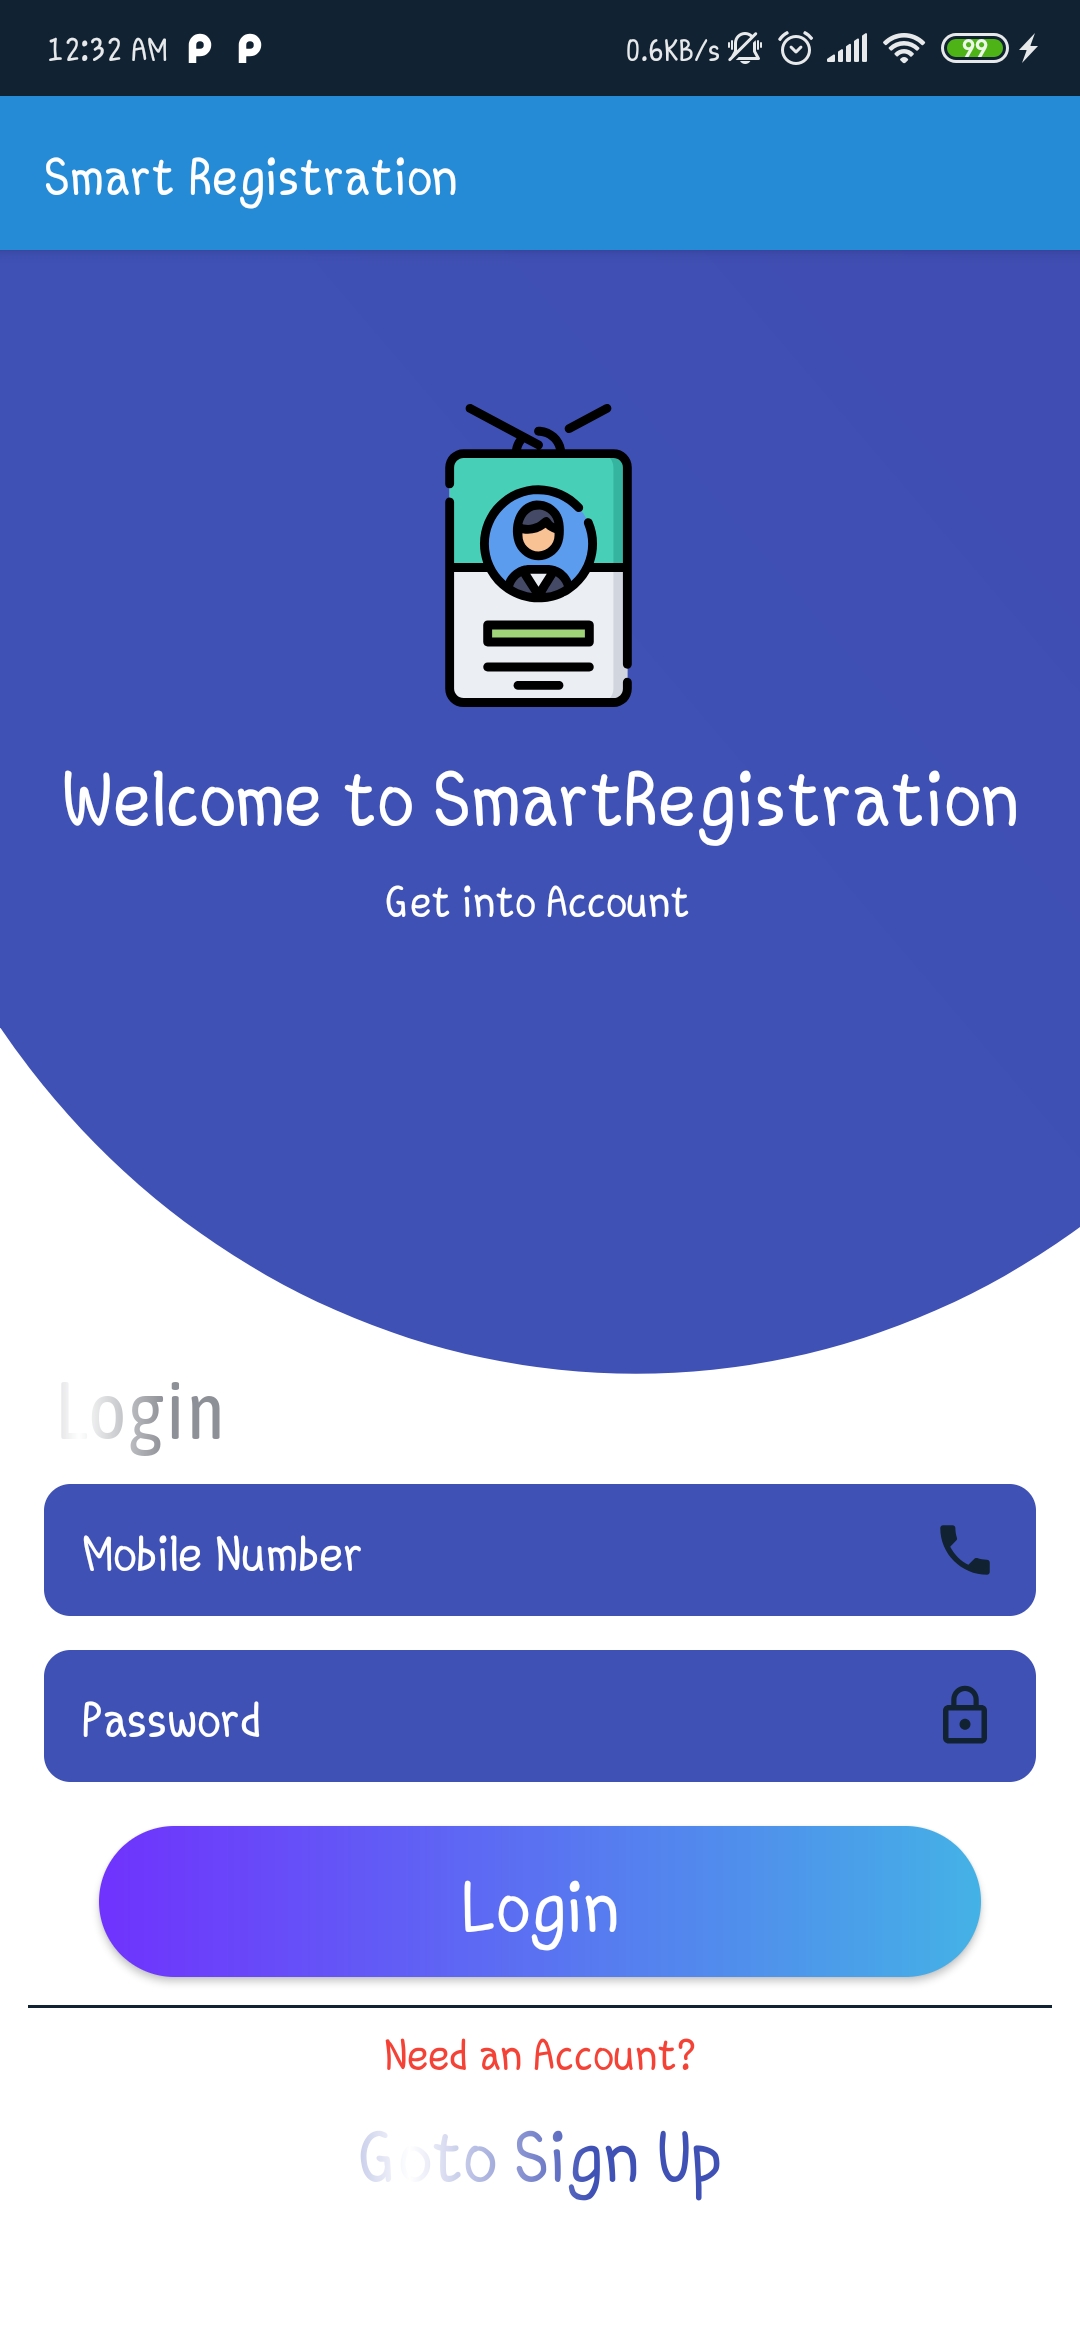 12:32 AM 0.6KB/s 99
Smart Registration
Welcome to SmartRegistration
Get into Account
Login
Mobile Number
Password
Login
Need an Account?
Goto Sign Up